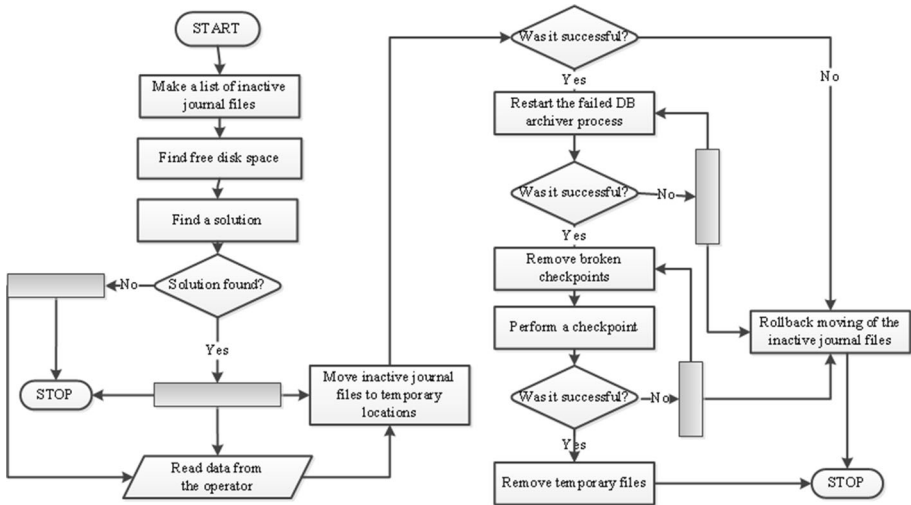 START
Make a list of inactive
journal files
Find free disk space
Find a solution
Solution found?
No
Yes
STOP
Read data from
the operator
Move inactive journal
files to temporary
locations
Was it successful?
No
Yes
Restart the failed DB
archiver process
Was it successful?
No
Yes
Remove broken
checkpoints
Perform a checkpoint
Was it successful?
No
Yes
Remove temporary files
Rollback moving of the
inactive journal files
STOP